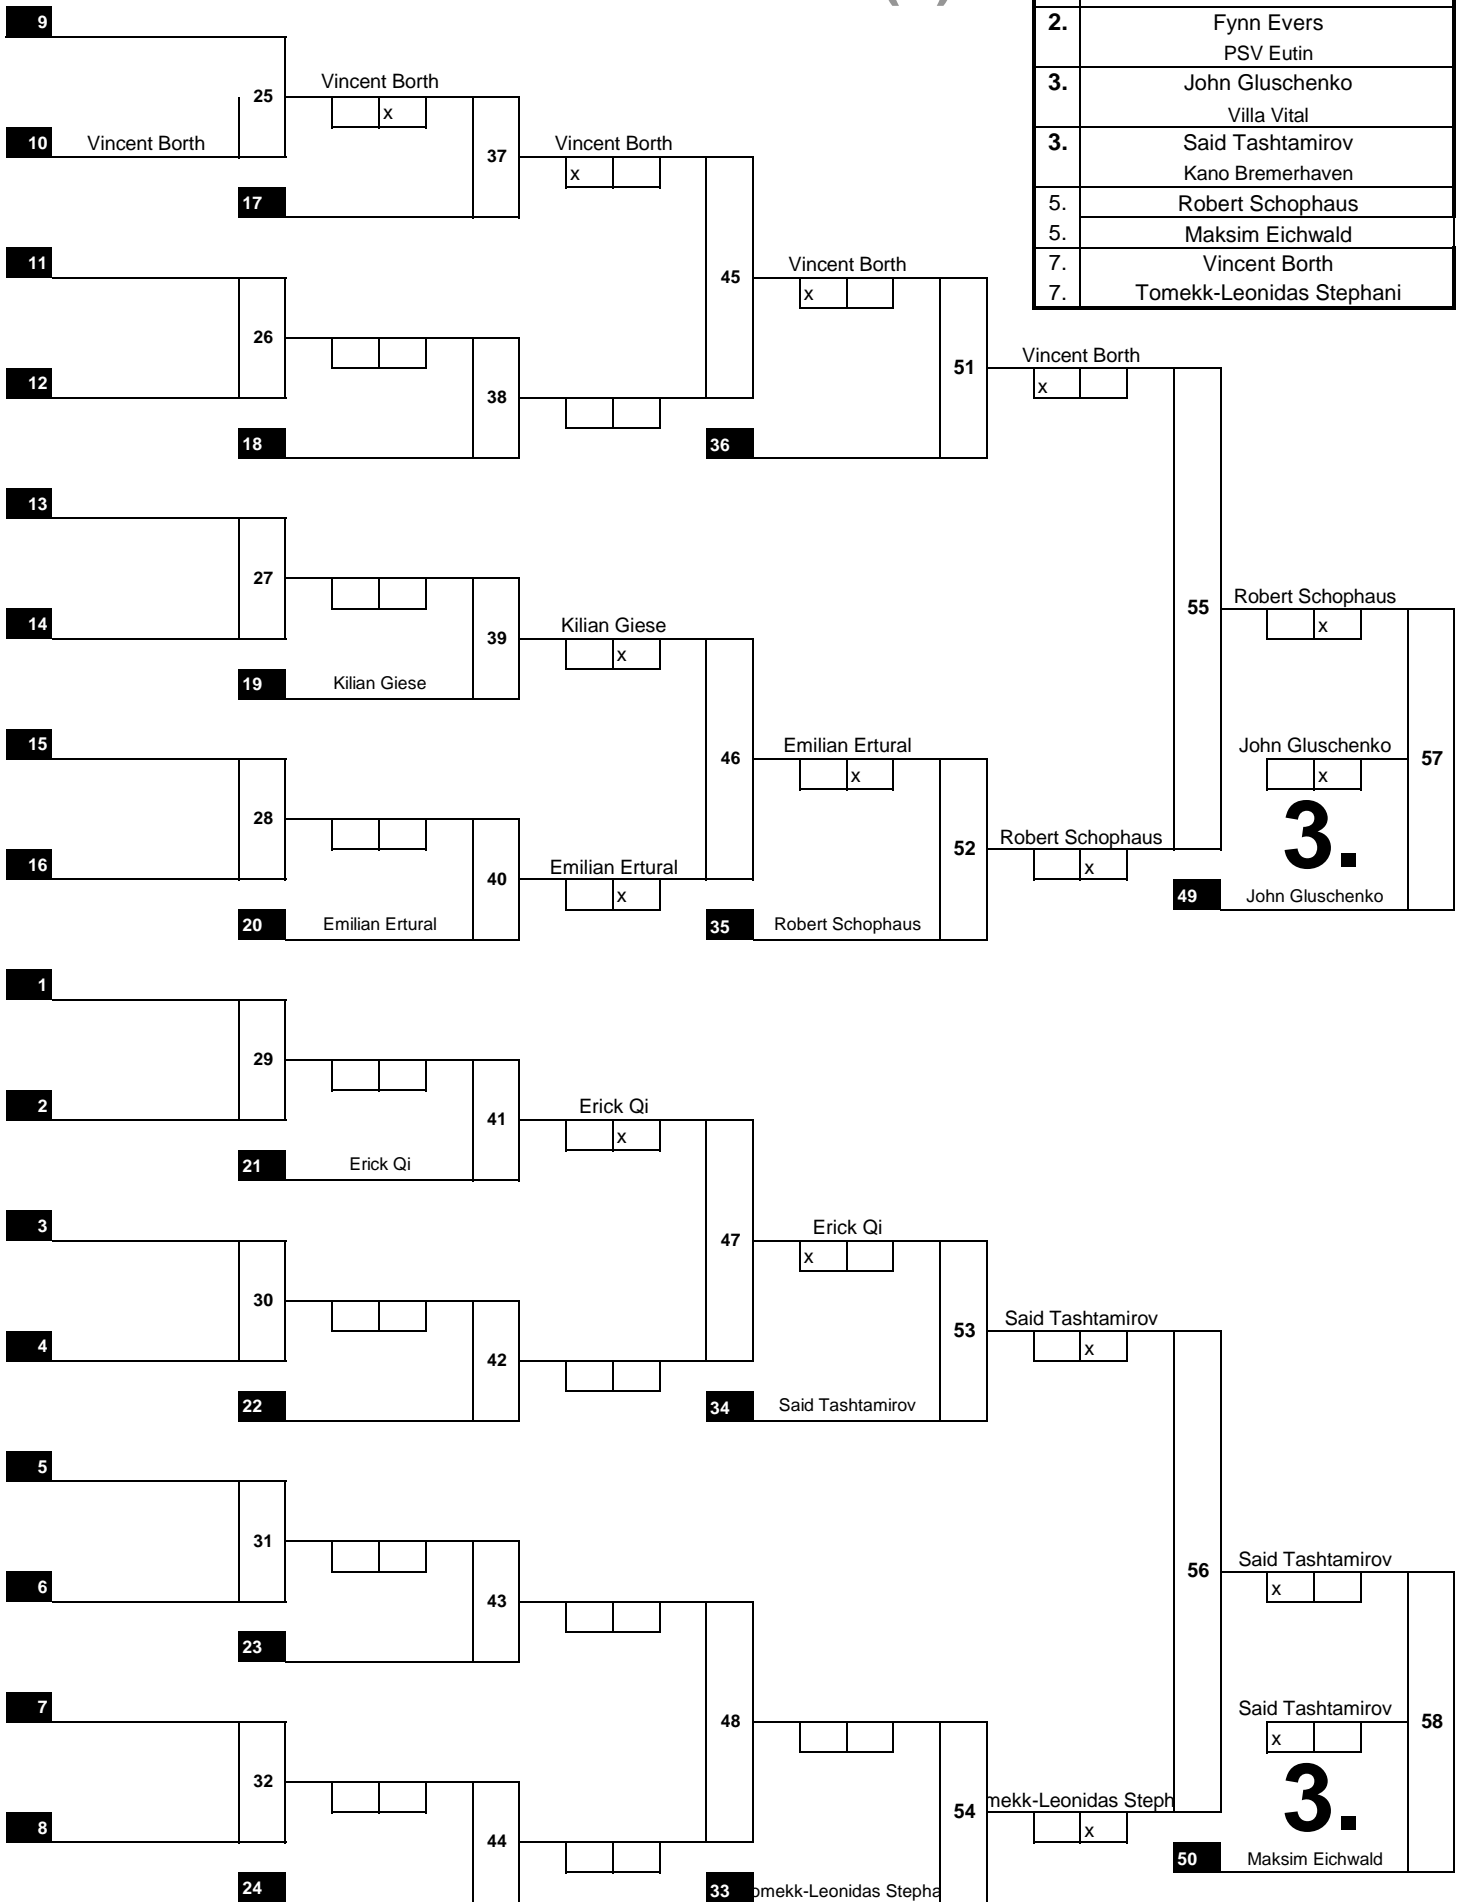 9
2. Fynn Evers
PSV Eutin
Vincent Borth
3. John Gluschenko
25
x
Villa Vital
10 Vincent Borth
Vincent Borth
3. Said Tashtamirov
37
x
Kano Bremerhaven
17
5. Robert Schophaus
5. Maksim Eichwald
11
Vincent Borth
7. Vincent Borth
45
x
7. Tomekk-Leonidas Stephani
26
Vincent Borth
51
12
x
38
18
36
13
27
Robert Schophaus
55
14
Kilian Giese
x
39
x
19 Kilian Giese
15
Emilian Ertural
John Gluschenko
46
57
x
x
28
3.
Robert Schophaus
52
16
Emilian Ertural
x
40
x
49 John Gluschenko
20 Emilian Ertural
35 Robert Schophaus
1
29
2
Erick Qi
41
x
21 Erick Qi
3
Erick Qi
47
x
30
Said Tashtamirov
53
4
x
42
22
34 Said Tashtamirov
5
31
Said Tashtamirov
56
6
x
43
23
7
Said Tashtamirov
48
58
x
32
3.
mekk-Leonidas Steph
54
8
x
44
50 Maksim Eichwald
24
33 omekk-Leonidas Stepha